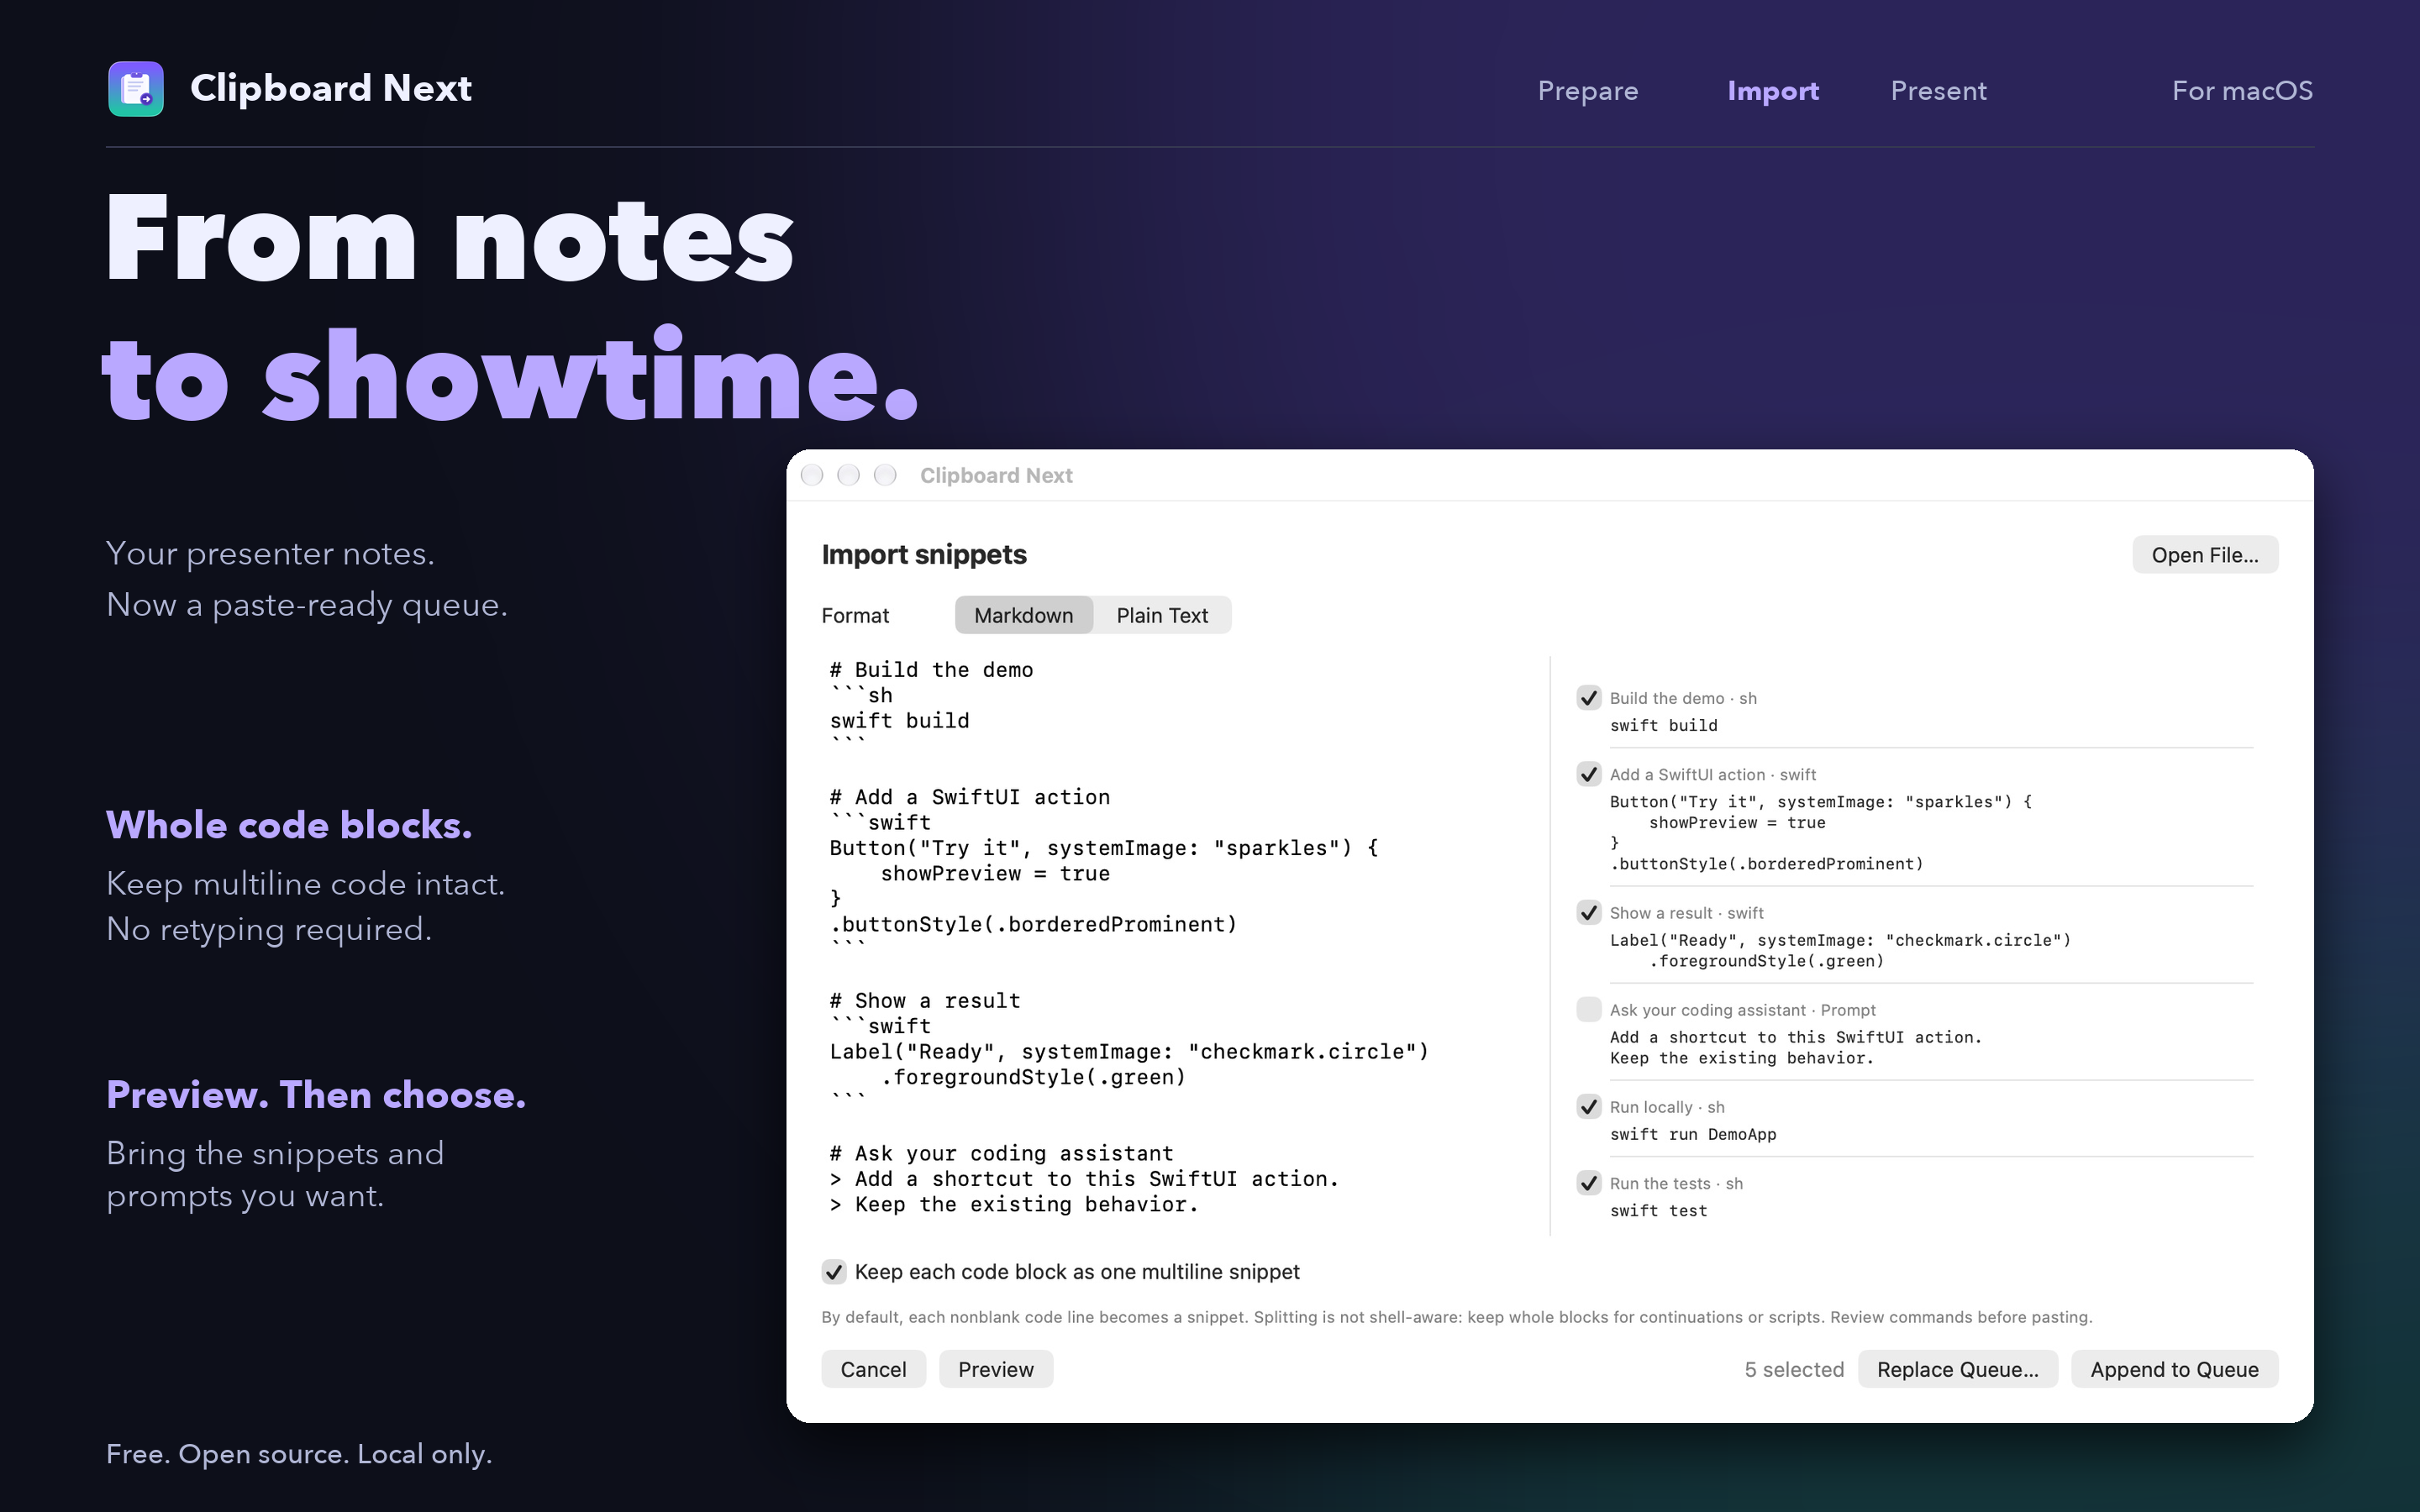 Clipboard Next
Prepare
Import
Present
For macOS
From notes
to showtime.
Your presenter notes.
Now a paste-ready queue.
Whole code blocks.
Keep multiline code intact.
No retyping required.
Preview. Then choose.
Bring the snippets and
prompts you want.
Free. Open source. Local only.
Clipboard Next
Import snippets
Open File...
Format
Markdown
Plain Text
# Build the demo
```sh
swift build
```
# Add a SwiftUI action
```swift
Button("Try it", systemImage: "sparkles") {
    showPreview = true
}
.buttonStyle(.borderedProminent)
```
# Show a result
```swift
Label("Ready", systemImage: "checkmark.circle")
    .foregroundStyle(.green)
```
# Ask your coding assistant
> Add a shortcut to this SwiftUI action.
> Keep the existing behavior.
Build the demo · sh
swift build
Add a SwiftUI action · swift
Button("Try it", systemImage: "sparkles") {
    showPreview = true
}
.buttonStyle(.borderedProminent)
Show a result · swift
Label("Ready", systemImage: "checkmark.circle")
    .foregroundStyle(.green)
Ask your coding assistant · Prompt
Add a shortcut to this SwiftUI action.
Keep the existing behavior.
Run locally · sh
swift run DemoApp
Run the tests · sh
swift test
Keep each code block as one multiline snippet
By default, each nonblank code line becomes a snippet. Splitting is not shell-aware: keep whole blocks for continuations or scripts. Review commands before pasting.
Cancel
Preview
5 selected
Replace Queue...
Append to Queue